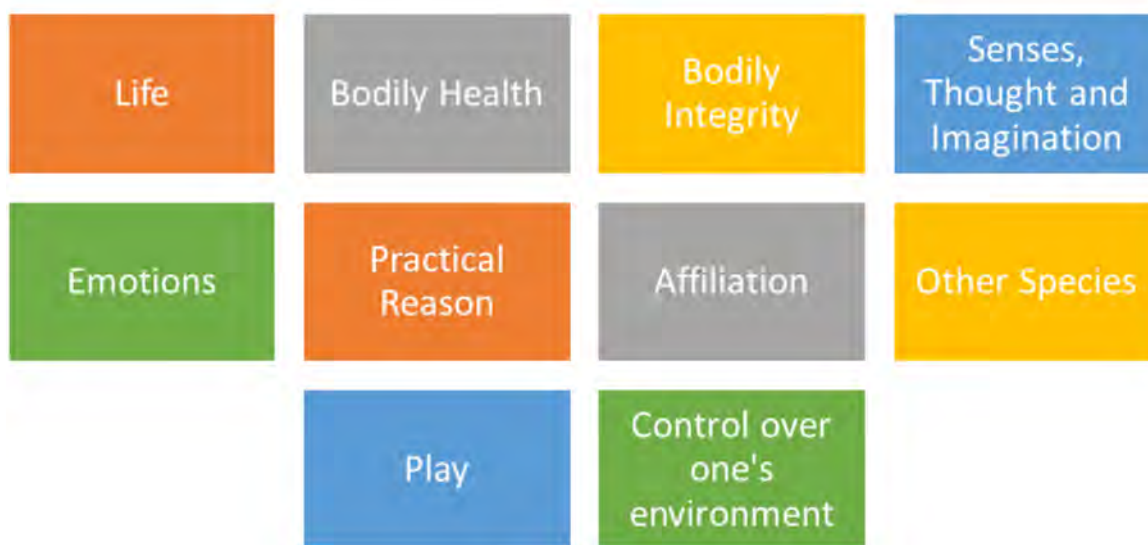 Life
Bodily Health
Bodily
Integrity
Senses,
Thought and
Imagination
Emotions
Practical
Reason
Affiliation
Other Species
Play
Control over
one's
environment